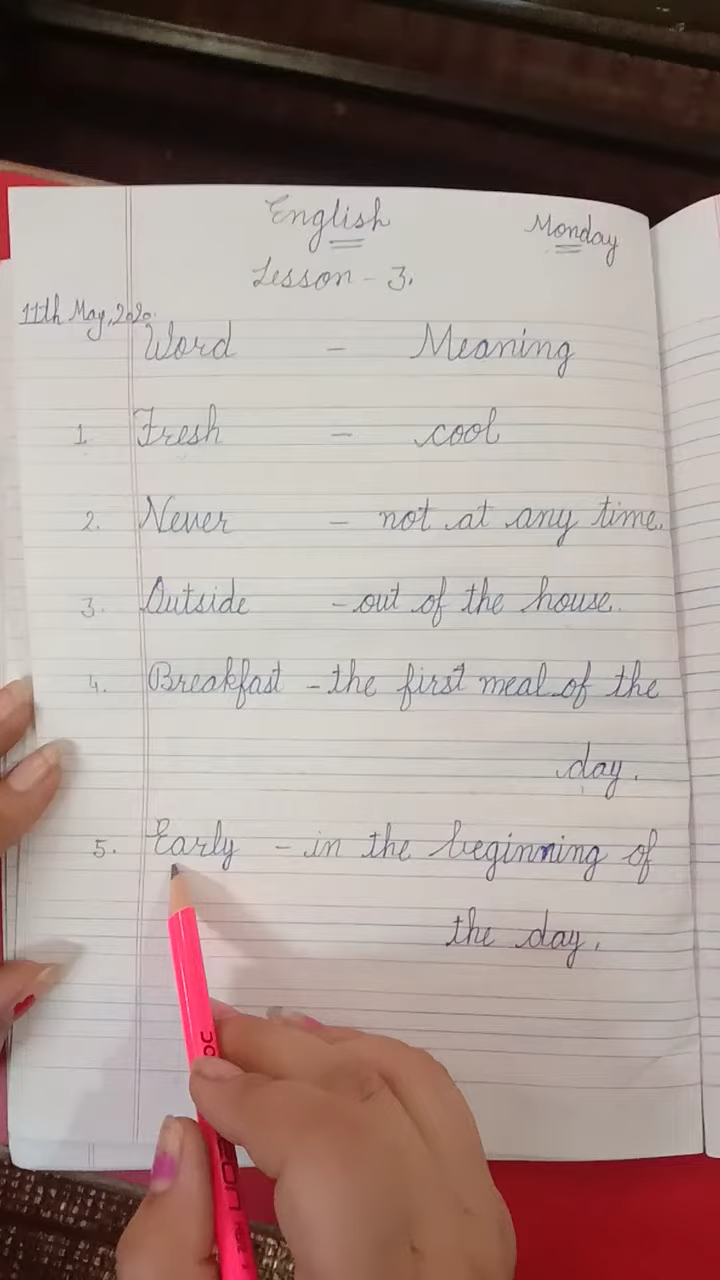 English
Monday
Lesson - 3.
11th May, 2020.
Word - Meaning
1. Fresh - cool
2. Never - not at any time.
3. Outside - out of the house.
4. Breakfast - the first meal of the
day.
5. Early - in the beginning of
the day.